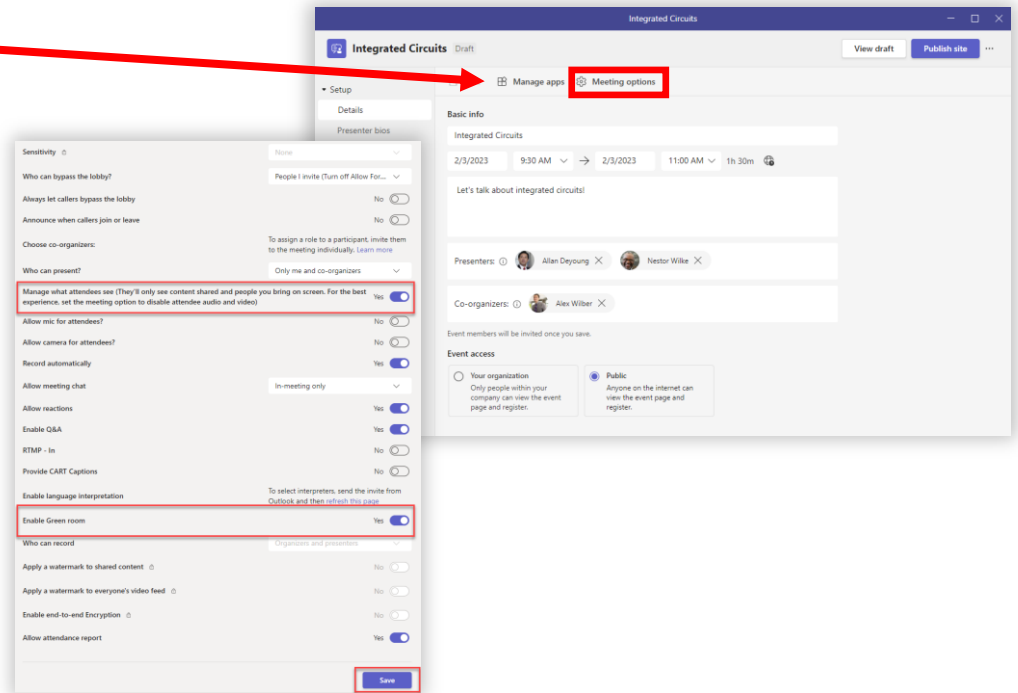 Integrated Circuits
Integrated Circuits Draft
View draft
Publish site
Manage apps
Meeting options
Setup
Details
Presenter bios
Basic info
Integrated Circuits
2/3/2023 9:30 AM → 2/3/2023 11:00 AM 1h 30m
Let's talk about integrated circuits!
Presenters: Allan Deyoung Nestor Wilke
Co-organizers: Alex Wilber
Event members will be invited once you save.
Event access
Your organization
Only people within your
company can view the event
page and register.
Public
Anyone on the internet can
view the event page and
register.
Sensitivity None
Who can bypass the lobby? People I invite (Turn off Allow For...
Always let callers bypass the lobby No
Announce when callers join or leave No
Choose co-organizers:
To assign a role to a participant, invite them
to the meeting individually. Learn more
Who can present? Only me and co-organizers
Manage what attendees see (They'll only see content shared and people you bring on screen. For the best
experience, set the meeting option to disable attendee audio and video) Yes
Allow mic for attendees? No
Allow camera for attendees? No
Record automatically Yes
Allow meeting chat In-meeting only
Allow reactions Yes
Enable Q&A Yes
RTMP - In No
Provide CART Captions No
Enable language interpretation
To select interpreters, send the invite from
Outlook and then refresh this page
Enable Green room Yes
Who can record Organizers and presenters
Apply a watermark to shared content No
Apply a watermark to everyone's video feed No
Enable end-to-end Encryption No
Allow attendance report Yes
Save